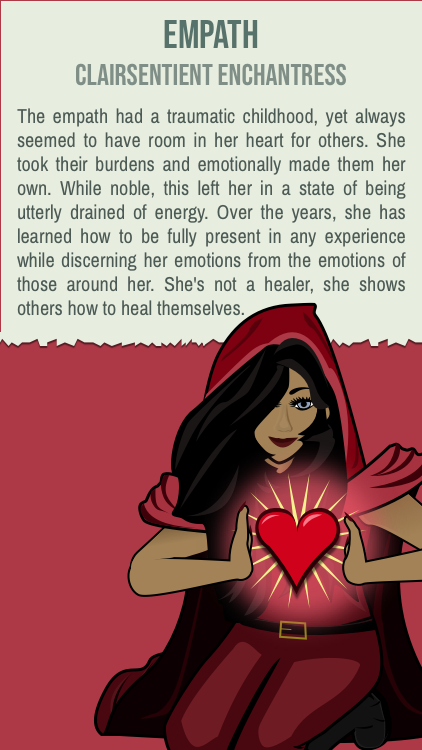 EMPATH
CLAIRSENTIENT ENCHANTRESS
The empath had a traumatic childhood, yet always
seemed to have room in her heart for others. She
took their burdens and emotionally made them her
own. While noble, this left her in a state of being
utterly drained of energy. Over the years, she has
learned how to be fully present in any experience
while discerning her emotions from the emotions of
those around her. She's not a healer, she shows
others how to heal themselves.